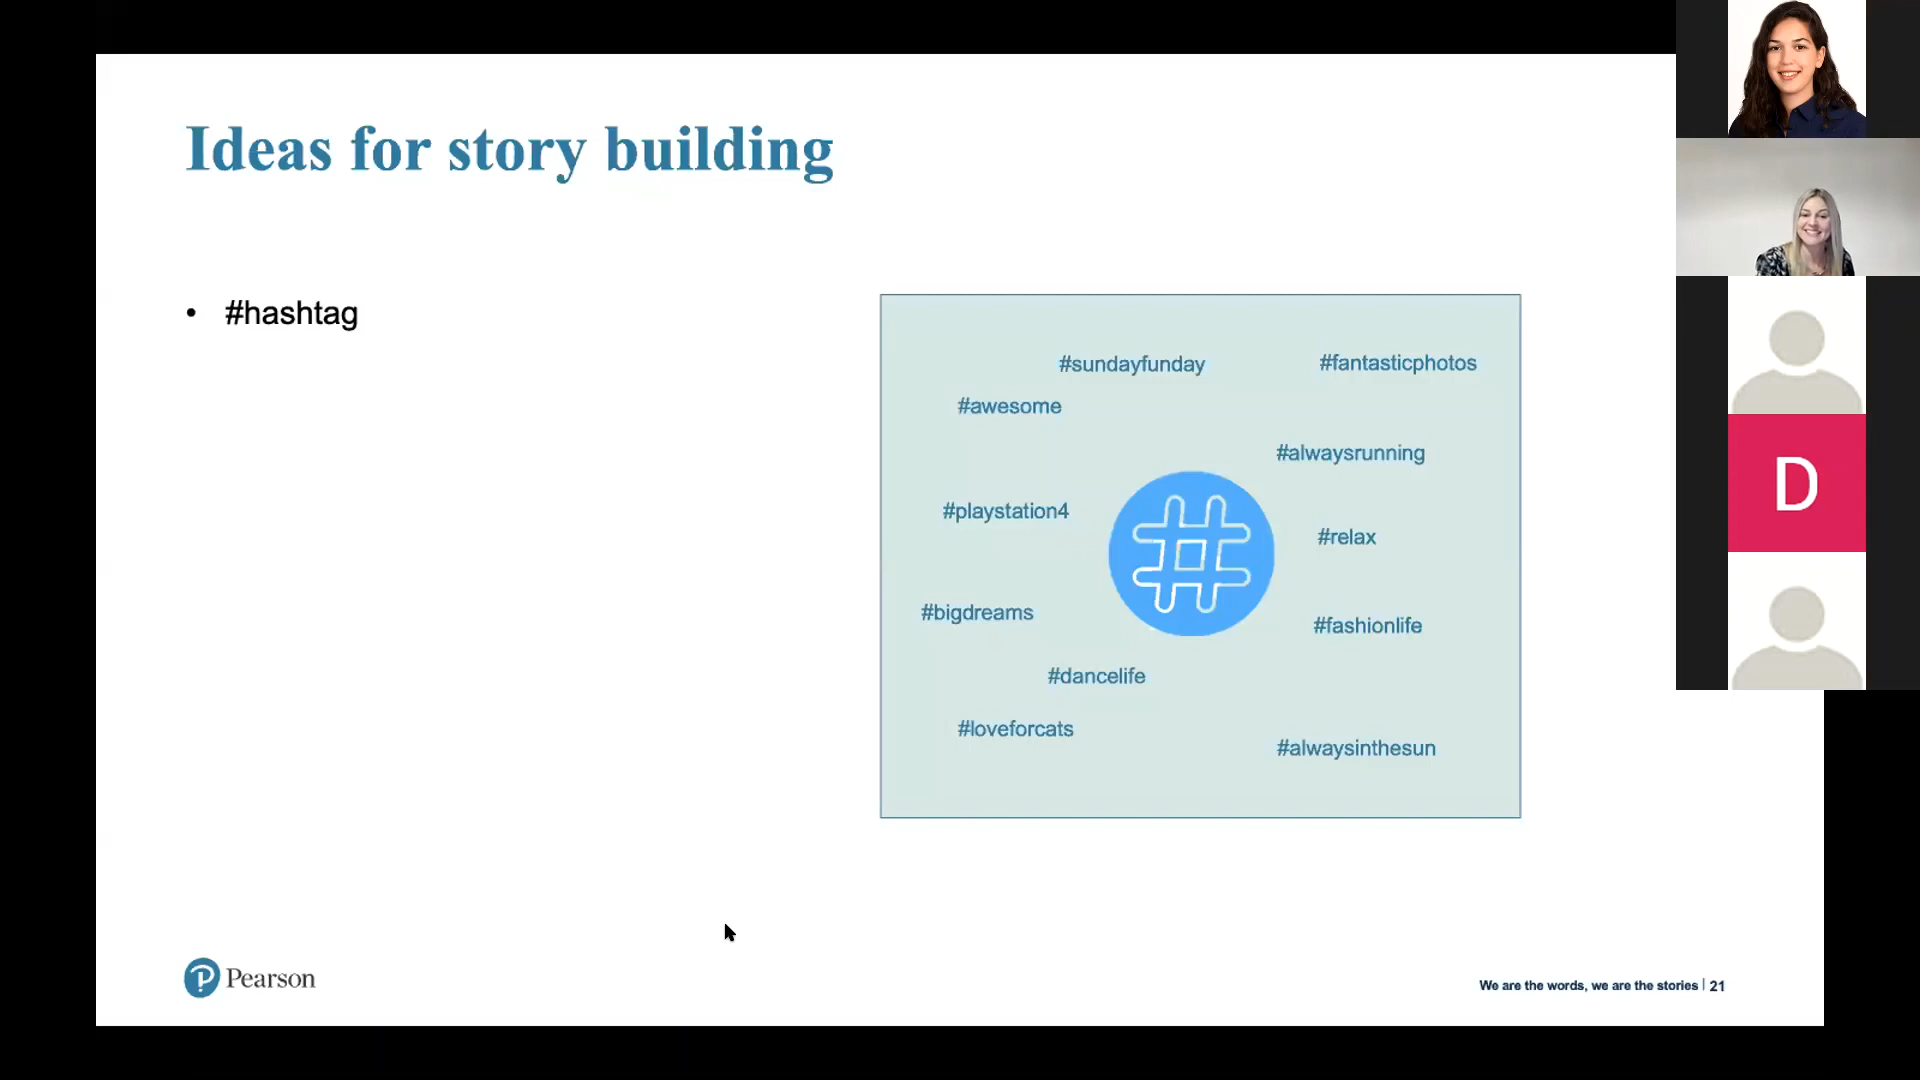 Ideas for story building
• #hashtag
#sundayfunday
#fantasticphotos
#awesome
#alwaysrunning
#playstation4
#relax
#bigdreams
#fashionlife
#dancelife
#loveforcats
#alwaysinthesun
D
Pearson
We are the words, we are the stories | 21